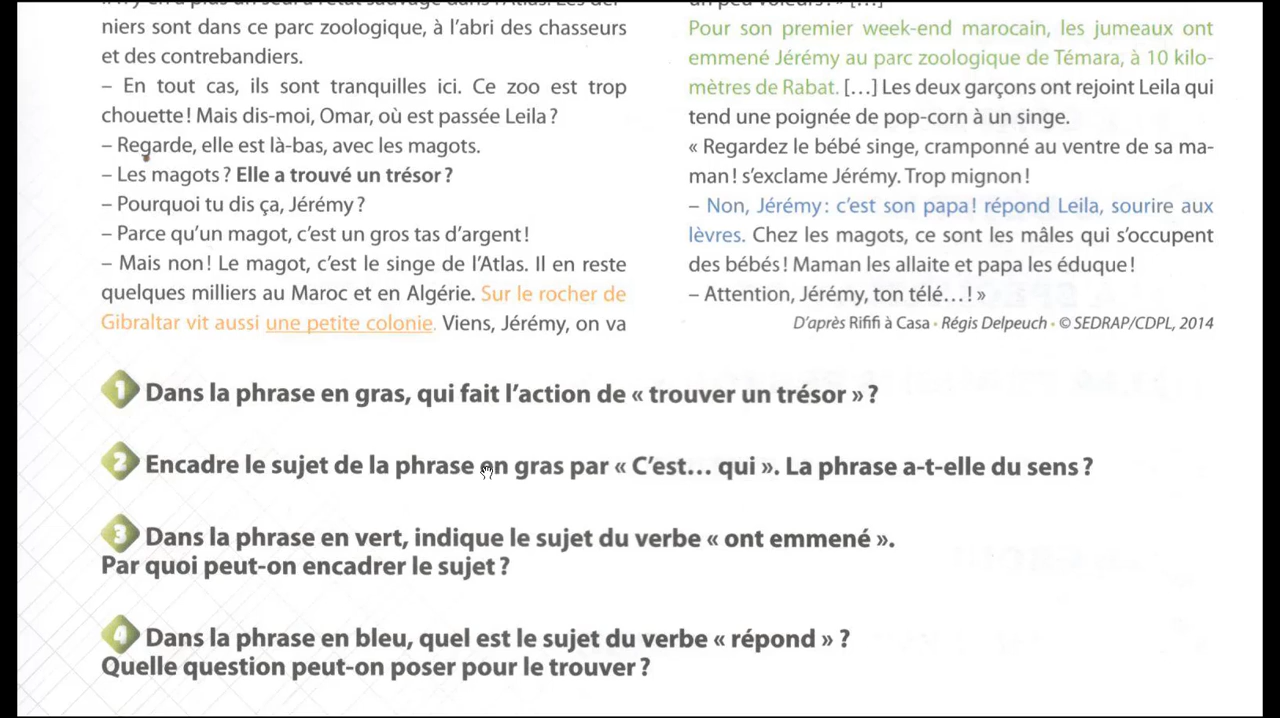 niers sont dans ce parc zoologique, à l'abri des chasseurs
et des contrebandiers.
– En tout cas, ils sont tranquilles ici. Ce zoo est trop
chouette ! Mais dis-moi, Omar, où est passée Leila ?
– Regarde, elle est là-bas, avec les magots.
– Les magots ? Elle a trouvé un trésor ?
– Pourquoi tu dis ça, Jérémy ?
– Parce qu'un magot, c'est un gros tas d'argent !
– Mais non ! Le magot, c'est le singe de l'Atlas. Il en reste
quelques milliers au Maroc et en Algérie. Sur le rocher de
Gibraltar vit aussi une petite colonie. Viens, Jérémy, on va
un peu voleurs ! » […]
Pour son premier week-end marocain, les jumeaux ont
emmené Jérémy au parc zoologique de Témara, à 10 kilo-
mètres de Rabat. […] Les deux garçons ont rejoint Leila qui
tend une poignée de pop-corn à un singe.
« Regardez le bébé singe, cramponné au ventre de sa ma-
man ! s'exclame Jérémy. Trop mignon !
– Non, Jérémy : c'est son papa ! répond Leila, sourire aux
lèvres. Chez les magots, ce sont les mâles qui s'occupent
des bébés ! Maman les allaite et papa les éduque !
– Attention, Jérémy, ton télé…! »
D'après Rififi à Casa • Régis Delpeuch • © SEDRAP/CDPL, 2014
1 Dans la phrase en gras, qui fait l'action de « trouver un trésor » ?
2 Encadre le sujet de la phrase en gras par « C'est… qui ». La phrase a-t-elle du sens ?
3 Dans la phrase en vert, indique le sujet du verbe « ont emmené ».
Par quoi peut-on encadrer le sujet ?
4 Dans la phrase en bleu, quel est le sujet du verbe « répond » ?
Quelle question peut-on poser pour le trouver ?